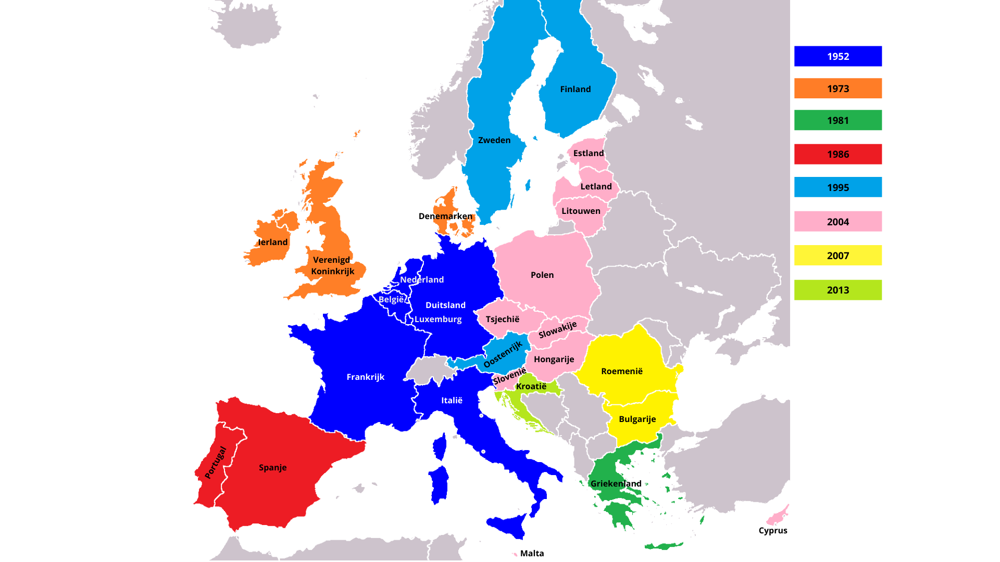 1952
1973
Finland
1981
Zweden
Estland
1986
Letland
1995
Litouwen
Denemarken
2004
Ierland
Verenigd
Koninkrijk
2007
Polen
Nederland
2013
België
Duitsland
Luxemburg
Tsjechië
Slowakije
Oostenrijk
Hongarije
Roemenië
Slovenië
Frankrijk
Kroatië
Italië
Bulgarije
Portugal
Spanje
Griekenland
Cyprus
Malta